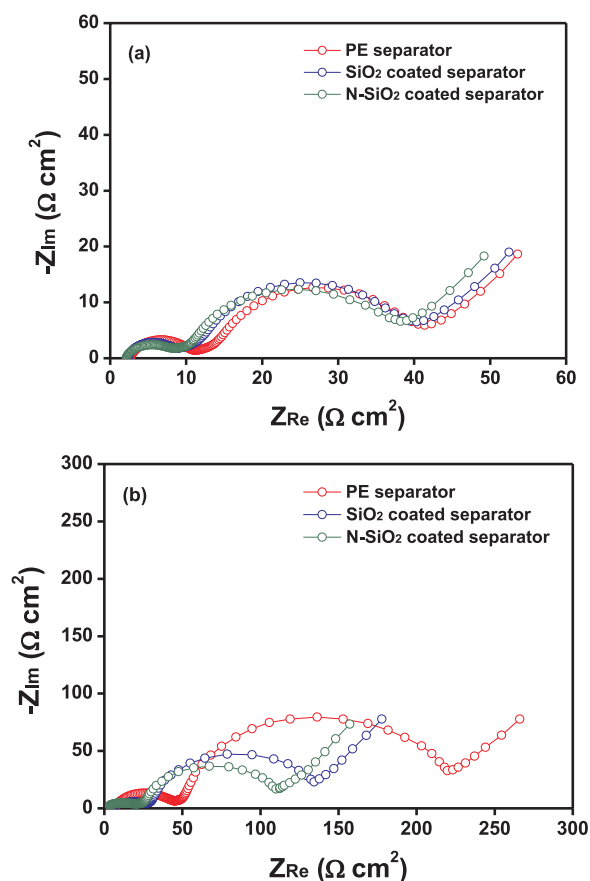 (a)
PE separator
SiO₂ coated separator
N-SiO₂ coated separator
60
50
40
30
20
10
0
-ZIm (Ω cm²)
0 10 20 30 40 50 60
ZRe (Ω cm²)
(b)
PE separator
SiO₂ coated separator
N-SiO₂ coated separator
300
250
200
150
100
50
0
-ZIm (Ω cm²)
0 50 100 150 200 250 300
ZRe (Ω cm²)